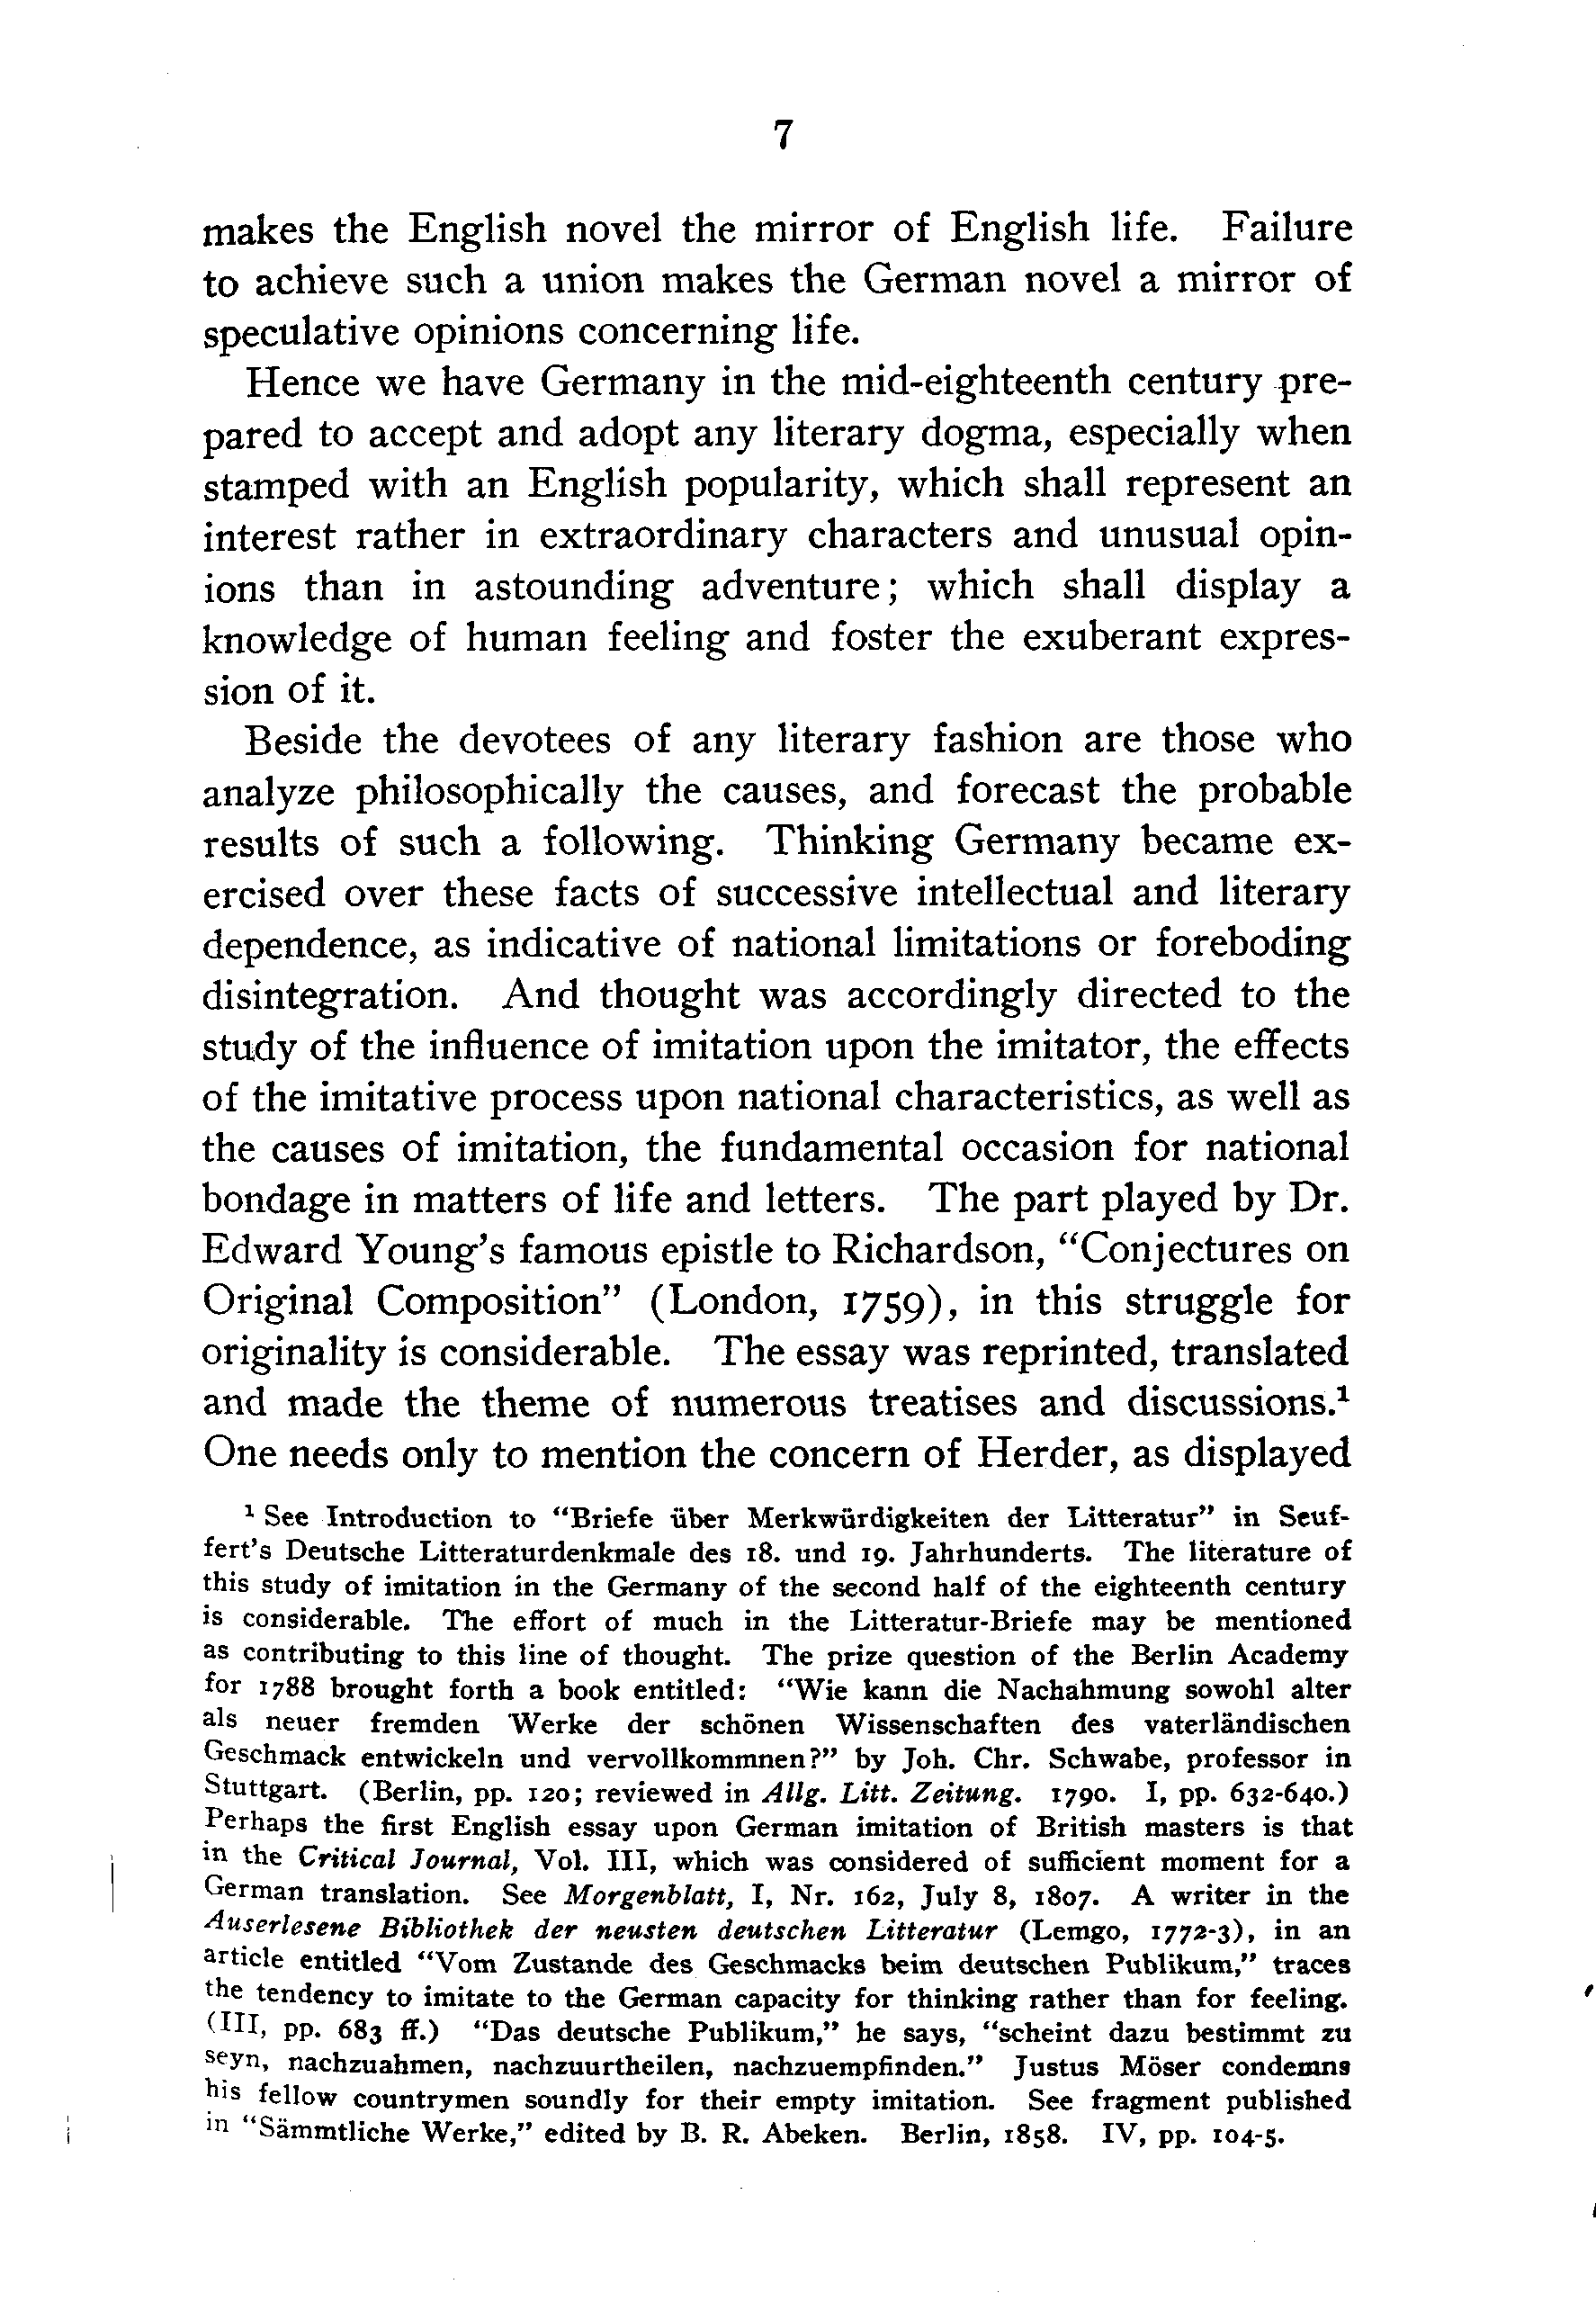 7
makes the English novel the mirror of English life. Failure
to achieve such a union makes the German novel a mirror of
speculative opinions concerning life.
Hence we have Germany in the mid-eighteenth century pre-
pared to accept and adopt any literary dogma, especially when
stamped with an English popularity, which shall represent an
interest rather in extraordinary characters and unusual opin-
ions than in astounding adventure; which shall display a
knowledge of human feeling and foster the exuberant expres-
sion of it.
Beside the devotees of any literary fashion are those who
analyze philosophically the causes, and forecast the probable
results of such a following. Thinking Germany became ex-
ercised over these facts of successive intellectual and literary
dependence, as indicative of national limitations or foreboding
disintegration. And thought was accordingly directed to the
study of the influence of imitation upon the imitator, the effects
of the imitative process upon national characteristics, as well as
the causes of imitation, the fundamental occasion for national
bondage in matters of life and letters. The part played by Dr.
Edward Young's famous epistle to Richardson, "Conjectures on
Original Composition" (London, 1759), in this struggle for
originality is considerable. The essay was reprinted, translated
and made the theme of numerous treatises and discussions.¹
One needs only to mention the concern of Herder, as displayed
¹ See Introduction to "Briefe über Merkwürdigkeiten der Litteratur" in Seuf-
fert's Deutsche Litteraturdenkmale des 18. und 19. Jahrhunderts. The literature of
this study of imitation in the Germany of the second half of the eighteenth century
is considerable. The effort of much in the Litteratur-Briefe may be mentioned
as contributing to this line of thought. The prize question of the Berlin Academy
for 1788 brought forth a book entitled: "Wie kann die Nachahmung sowohl alter
als neuer fremden Werke der schönen Wissenschaften des vaterländischen
Geschmack entwickeln und vervollkommnen?" by Joh. Chr. Schwabe, professor in
Stuttgart. (Berlin, pp. 120; reviewed in Allg. Litt. Zeitung. 1790. I, pp. 632-640.)
Perhaps the first English essay upon German imitation of British masters is that
in the Critical Journal, Vol. III, which was considered of sufficient moment for a
German translation. See Morgenblatt, I, Nr. 162, July 8, 1807. A writer in the
Auserlesene Bibliothek der neusten deutschen Litteratur (Lemgo, 1772-3), in an
article entitled "Vom Zustande des Geschmacks beim deutschen Publikum," traces
the tendency to imitate to the German capacity for thinking rather than for feeling.
(III, pp. 683 ff.) "Das deutsche Publikum," he says, "scheint dazu bestimmt zu
seyn, nachzuahmen, nachzuurtheilen, nachzuempfinden." Justus Möser condemns
his fellow countrymen soundly for their empty imitation. See fragment published
in "Sämmtliche Werke," edited by B. R. Abeken. Berlin, 1858. IV, pp. 104-5.